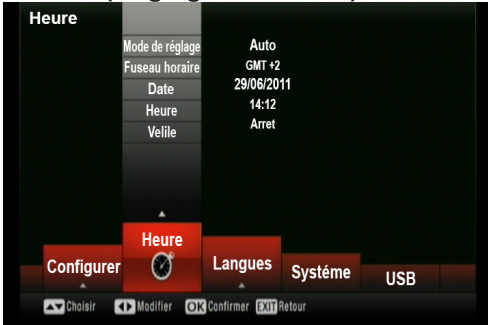 Heure
Mode de réglage Auto
Fuseau horaire GMT +2
Date 29/06/2011
Heure 14:12
Velile Arret
Configurer Heure Langues Systéme USB
Choisir Modifier OK Confirmer EXIT Retour